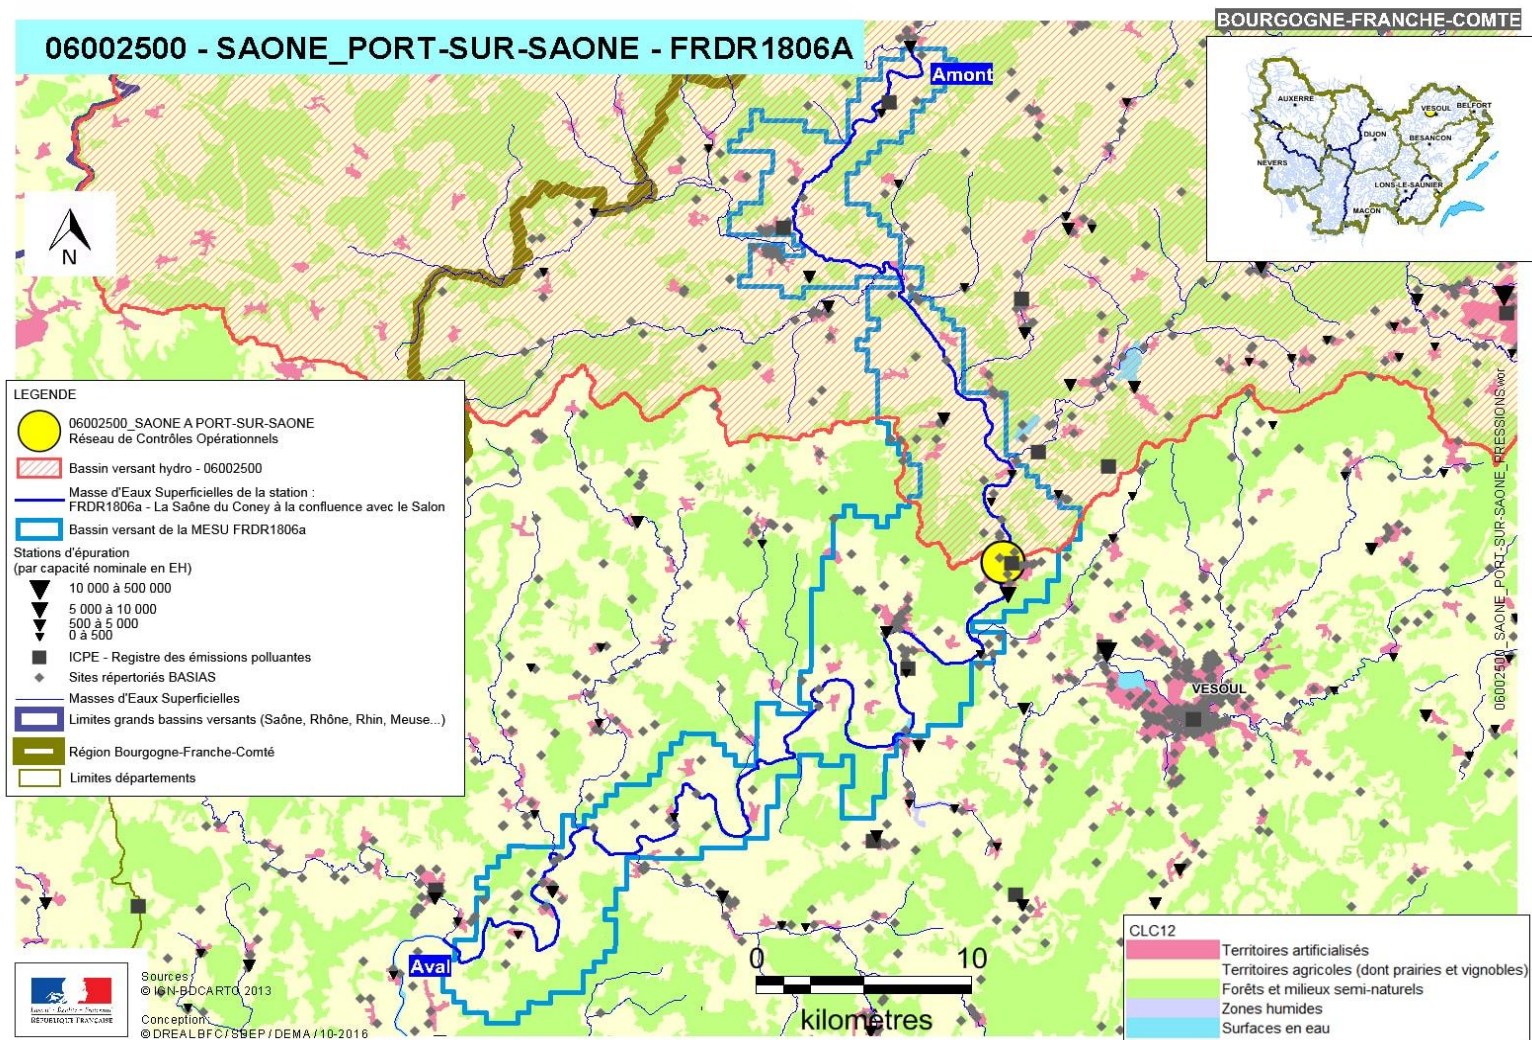 BOURGOGNE-FRANCHE-COMTE
06002500 - SAONE_PORT-SUR-SAONE - FRDR1806A
Amont
AUXERRE
VESOUL
BELFORT
DIJON
BESANCON
NEVERS
LONS-LE-SAUNIER
MACON
N
LEGENDE
06002500_SAONE A PORT-SUR-SAONE
Réseau de Contrôles Opérationnels
Bassin versant hydro - 06002500
Masse d'Eaux Superficielles de la station :
FRDR1806a - La Saône du Coney à la confluence avec le Salon
Bassin versant de la MESU FRDR1806a
Stations d'épuration
(par capacité nominale en EH)
10 000 à 500 000
5 000 à 10 000
500 à 5 000
0 à 500
ICPE - Registre des émissions polluantes
Sites répertoriés BASIAS
Masses d'Eaux Superficielles
Limites grands bassins versants (Saône, Rhône, Rhin, Meuse...)
Région Bourgogne-Franche-Comté
Limites départements
VESOUL
06002500_SAONE_PORT-SUR-SAONE_PRESSIONS.wor
Aval
0 10
kilomètres
CLC12
Territoires artificialisés
Territoires agricoles (dont prairies et vignobles)
Forêts et milieux semi-naturels
Zones humides
Surfaces en eau
Liberté • Égalité • Fraternité
RÉPUBLIQUE FRANÇAISE
Sources:
© IGN-BDCARTO 2013
Conception:
© DREAL BFC / SBEP / DEMA / 10-2016